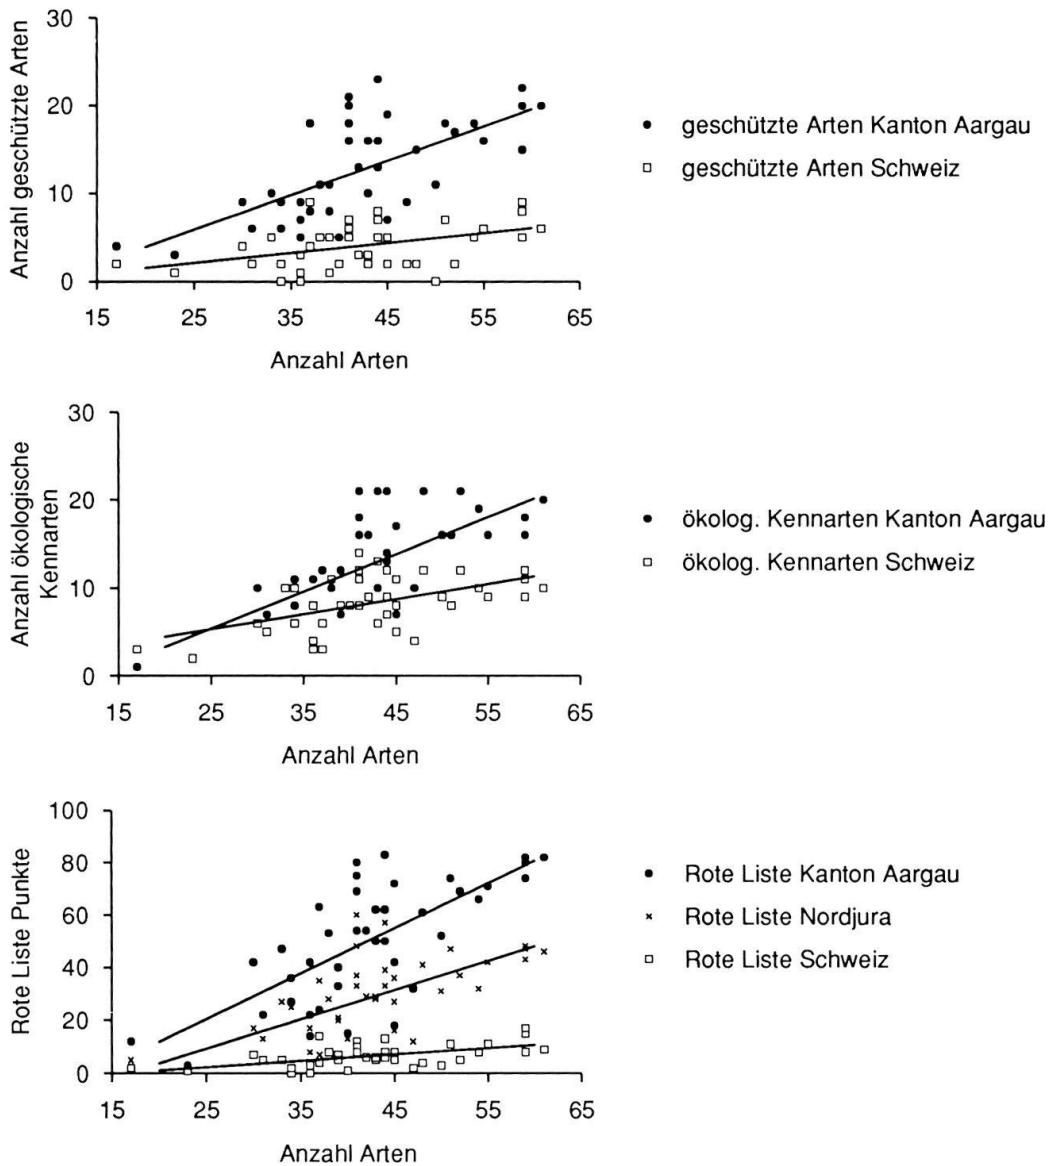 30
20
10
0
Anzahl geschützte Arten
15 25 35 45 55 65
Anzahl Arten
geschützte Arten Kanton Aargau
geschützte Arten Schweiz
30
20
10
0
Anzahl ökologische
Kennarten
15 25 35 45 55 65
Anzahl Arten
ökolog. Kennarten Kanton Aargau
ökolog. Kennarten Schweiz
100
80
60
40
20
0
Rote Liste Punkte
15 25 35 45 55 65
Anzahl Arten
Rote Liste Kanton Aargau
Rote Liste Nordjura
Rote Liste Schweiz